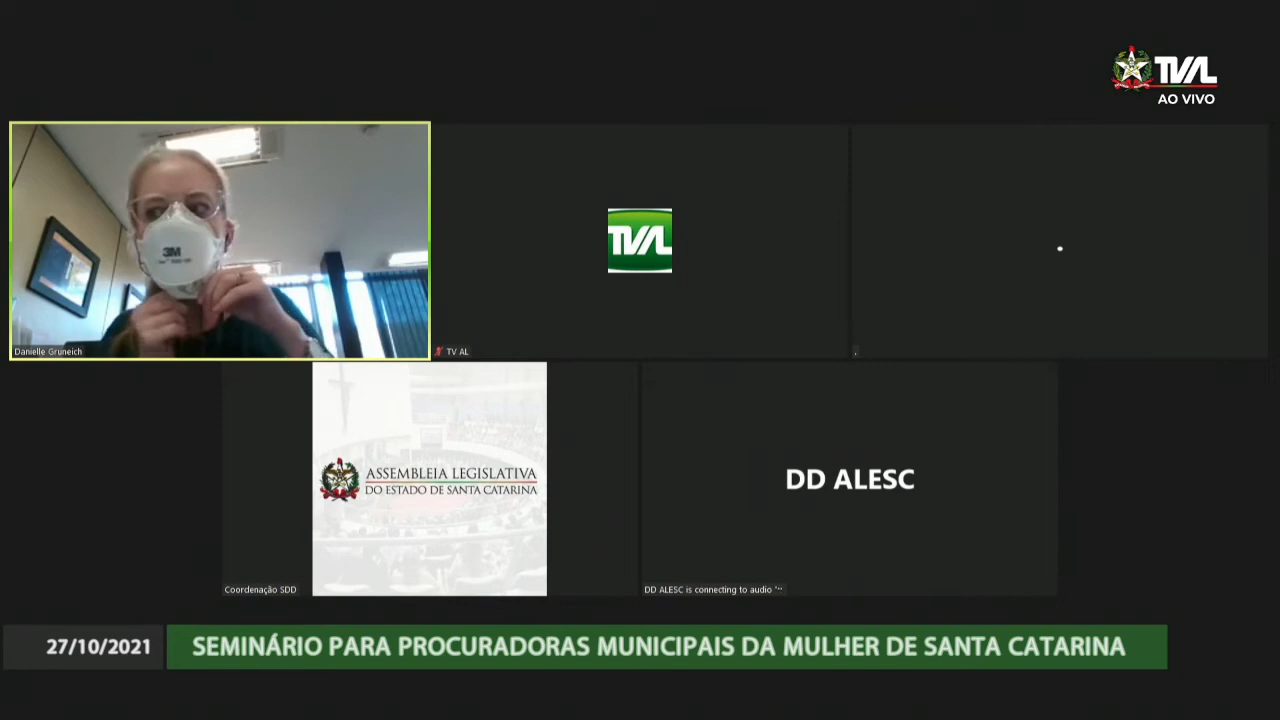 TVAL
AO VIVO
3M
Danielle Gruneich
TVAL
TV AL
.
.
ASSEMBLEIA LEGISLATIVA
DO ESTADO DE SANTA CATARINA
Coordenação SDD
DD ALESC
DD ALESC is connecting to audio
27/10/2021
SEMINÁRIO PARA PROCURADORAS MUNICIPAIS DA MULHER DE SANTA CATARINA